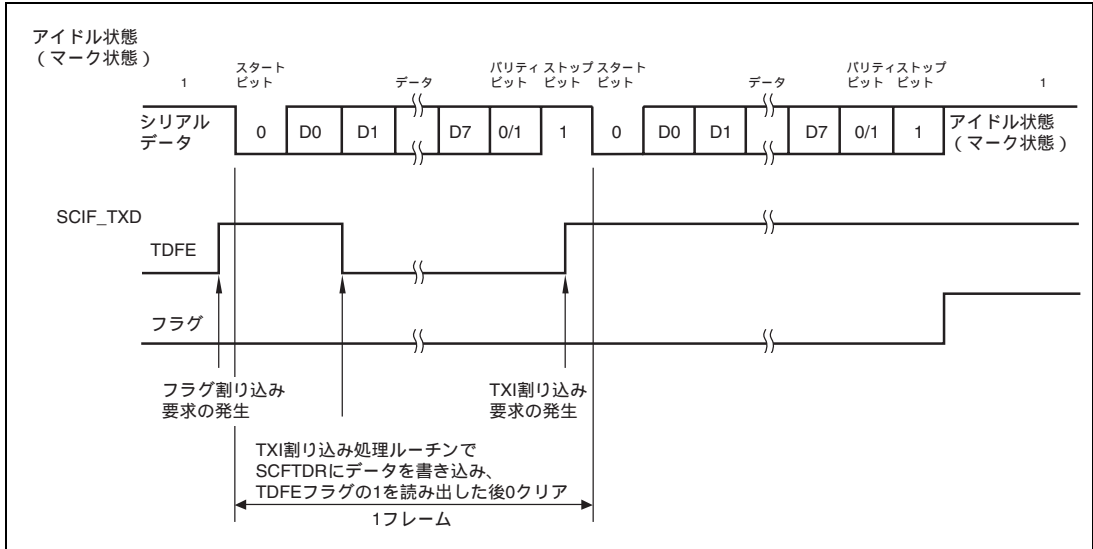 アイドル状態
（マーク状態）
1
スタート
ビット
データ
パリティ
ビット
ストップ
ビット
スタート
ビット
データ
パリティ
ビット
ストップ
ビット
1
シリアル
データ
0 D0 D1 D7 0/1 1 0 D0 D1 D7 0/1 1
アイドル状態
（マーク状態）
SCIF_TXD
TDFE
フラグ
フラグ割り込み
要求の発生
TXI割り込み
要求の発生
TXI割り込み処理ルーチンで
SCFTDRにデータを書き込み、
TDFEフラグの1を読み出した後0クリア
1フレーム